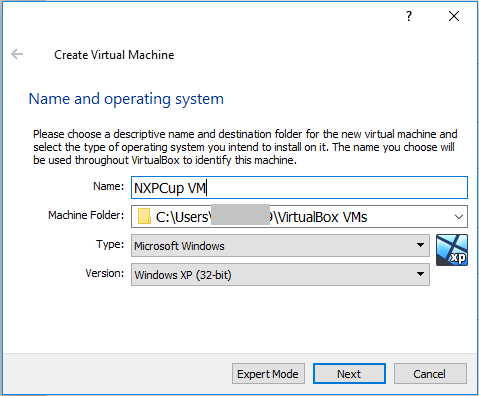 ?
Create Virtual Machine
Name and operating system
Please choose a descriptive name and destination folder for the new virtual machine and
select the type of operating system you intend to install on it. The name you choose will
be used throughout VirtualBox to identify this machine.
Name: NXPCup VM
Machine Folder: C:\Users\ 9\VirtualBox VMs
Type: Microsoft Windows
xp
Version: Windows XP (32-bit)
Expert Mode Next Cancel